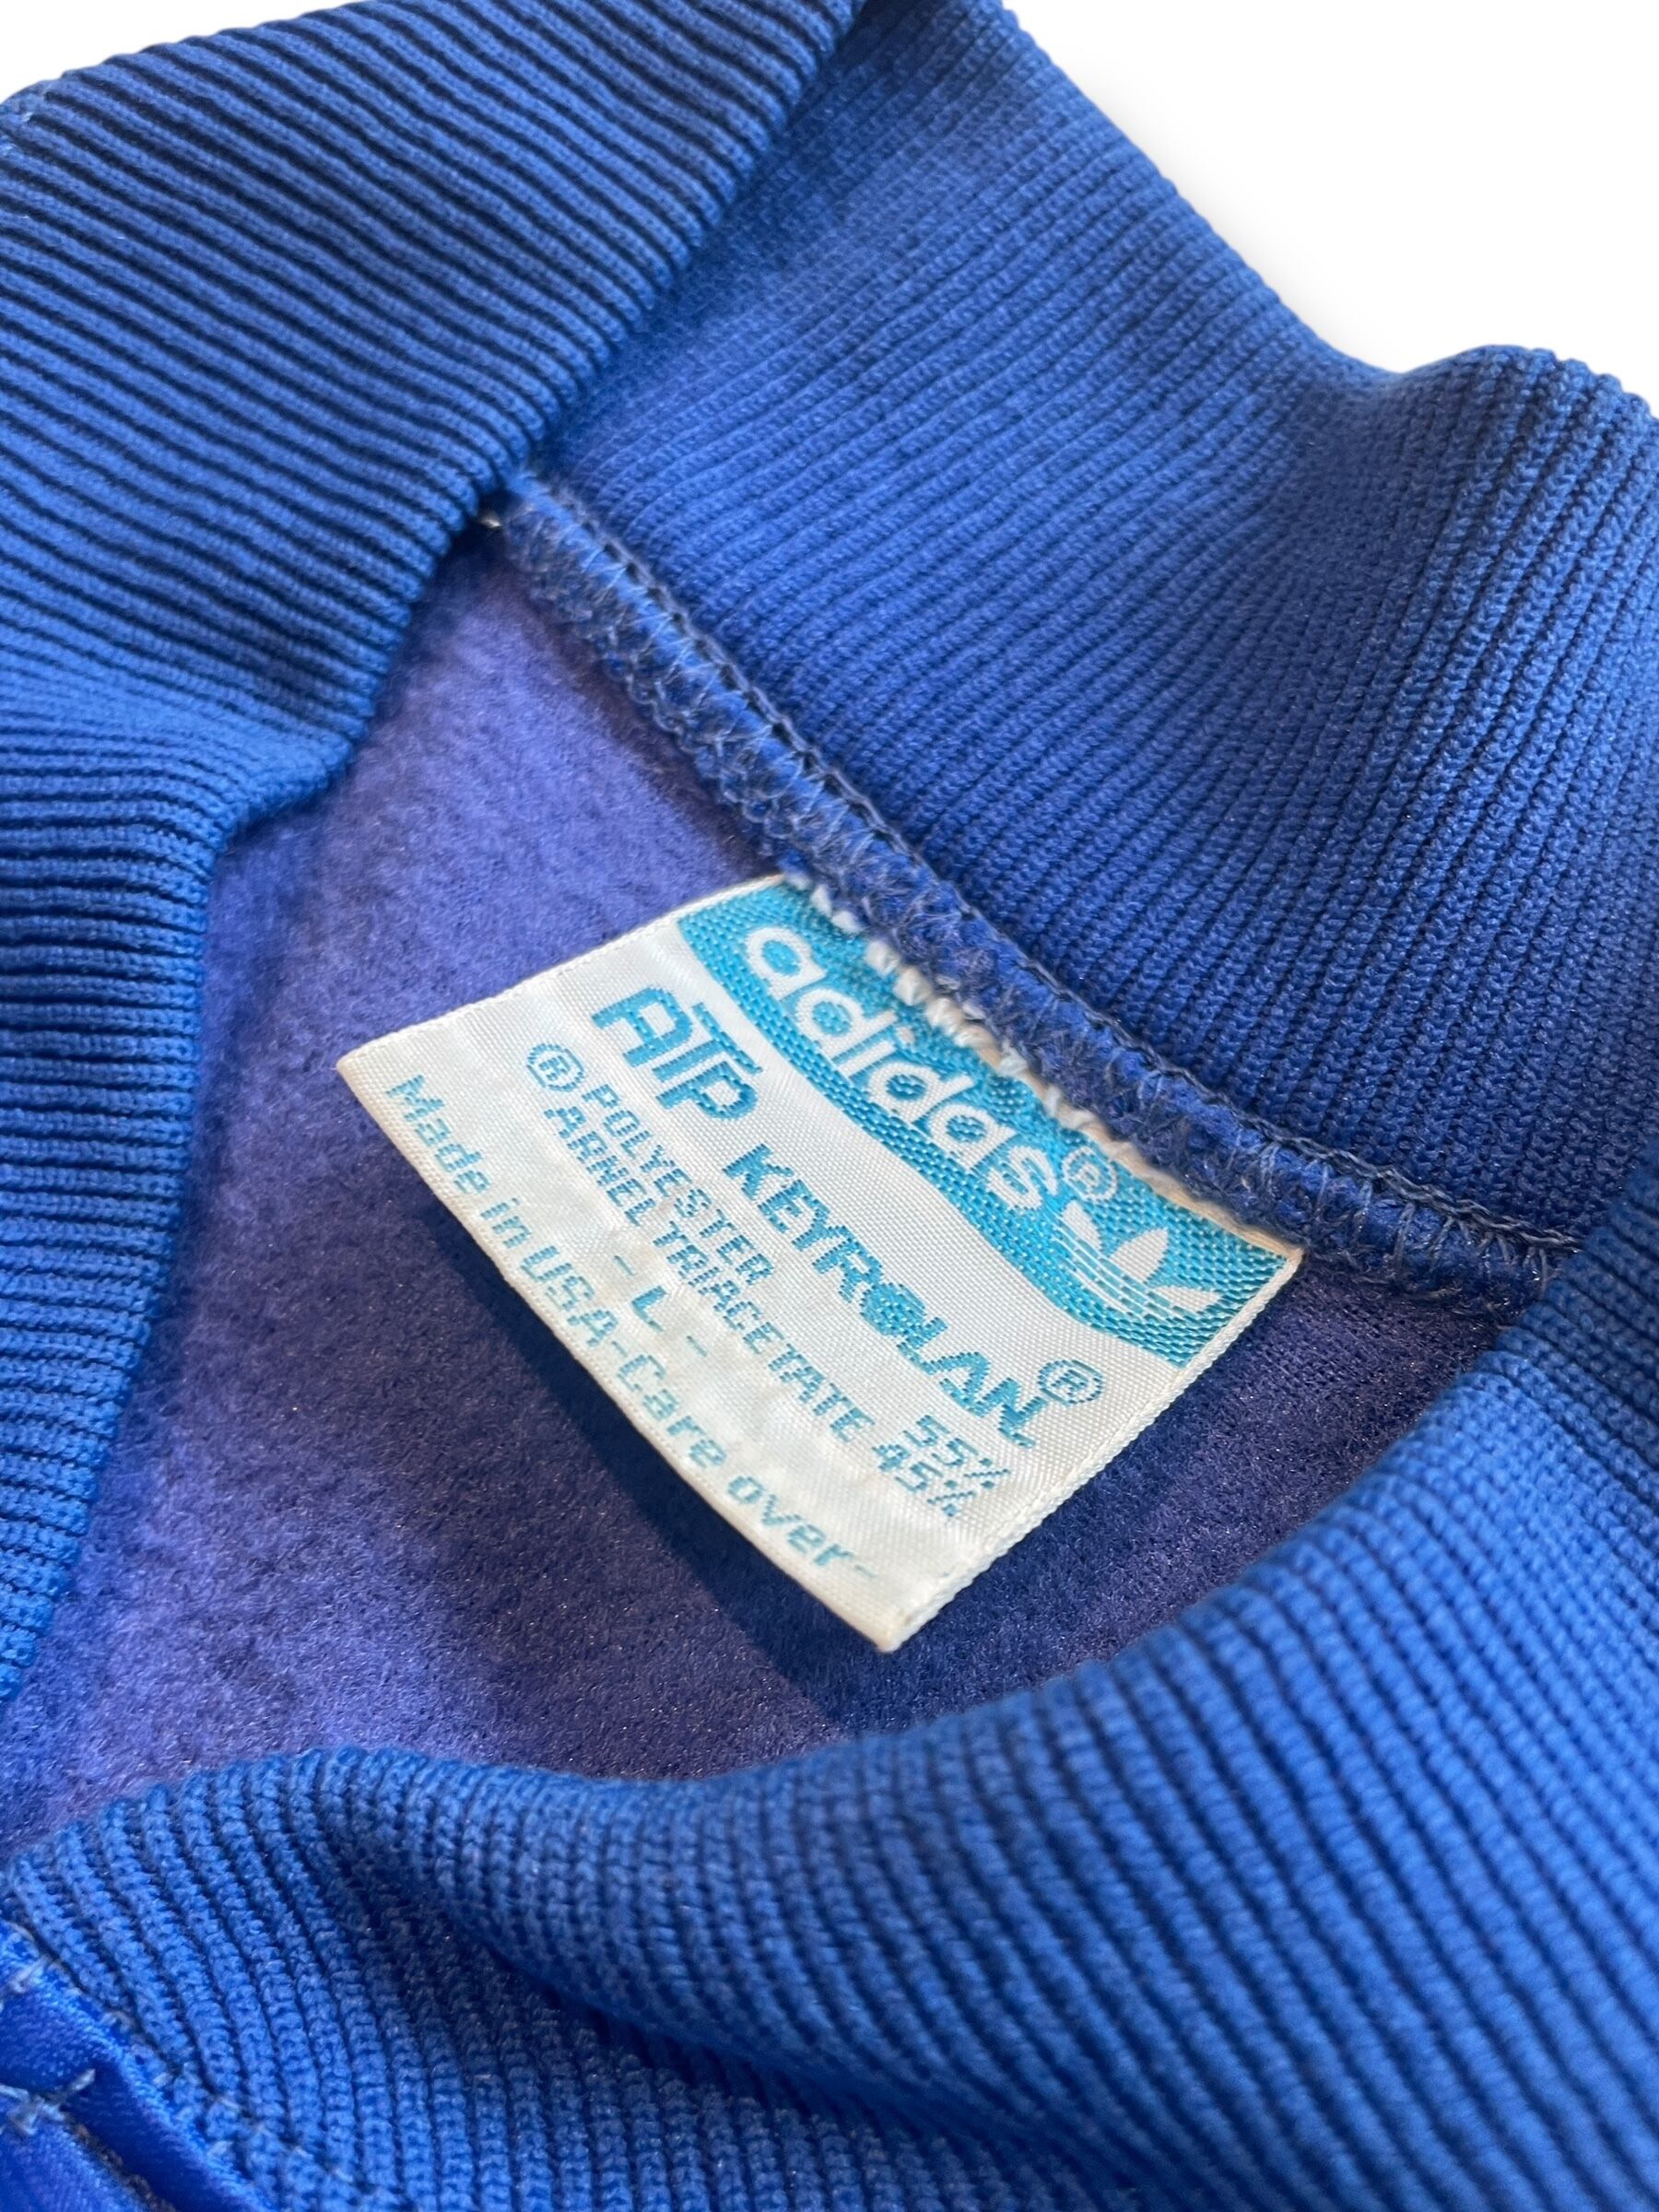 adidas®
ATP KEYROLAN®
® POLYESTER 55%
ARNEL TRIACETATE 45%
- L -
Made in USA-Care over-